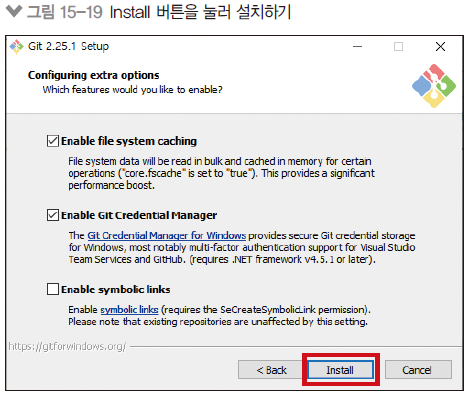 그림 15-19 Install 버튼을 눌러 설치하기
Git 2.25.1 Setup
Configuring extra options
Which features would you like to enable?
Enable file system caching
File system data will be read in bulk and cached in memory for certain
operations ("core.fscache" is set to "true"). This provides a significant
performance boost.
Enable Git Credential Manager
The Git Credential Manager for Windows provides secure Git credential storage
for Windows, most notably multi-factor authentication support for Visual Studio
Team Services and GitHub. (requires .NET framework v4.5.1 or later).
Enable symbolic links
Enable symbolic links (requires the SeCreateSymbolicLink permission).
Please note that existing repositories are unaffected by this setting.
https://gitforwindows.org/
< Back Install Cancel